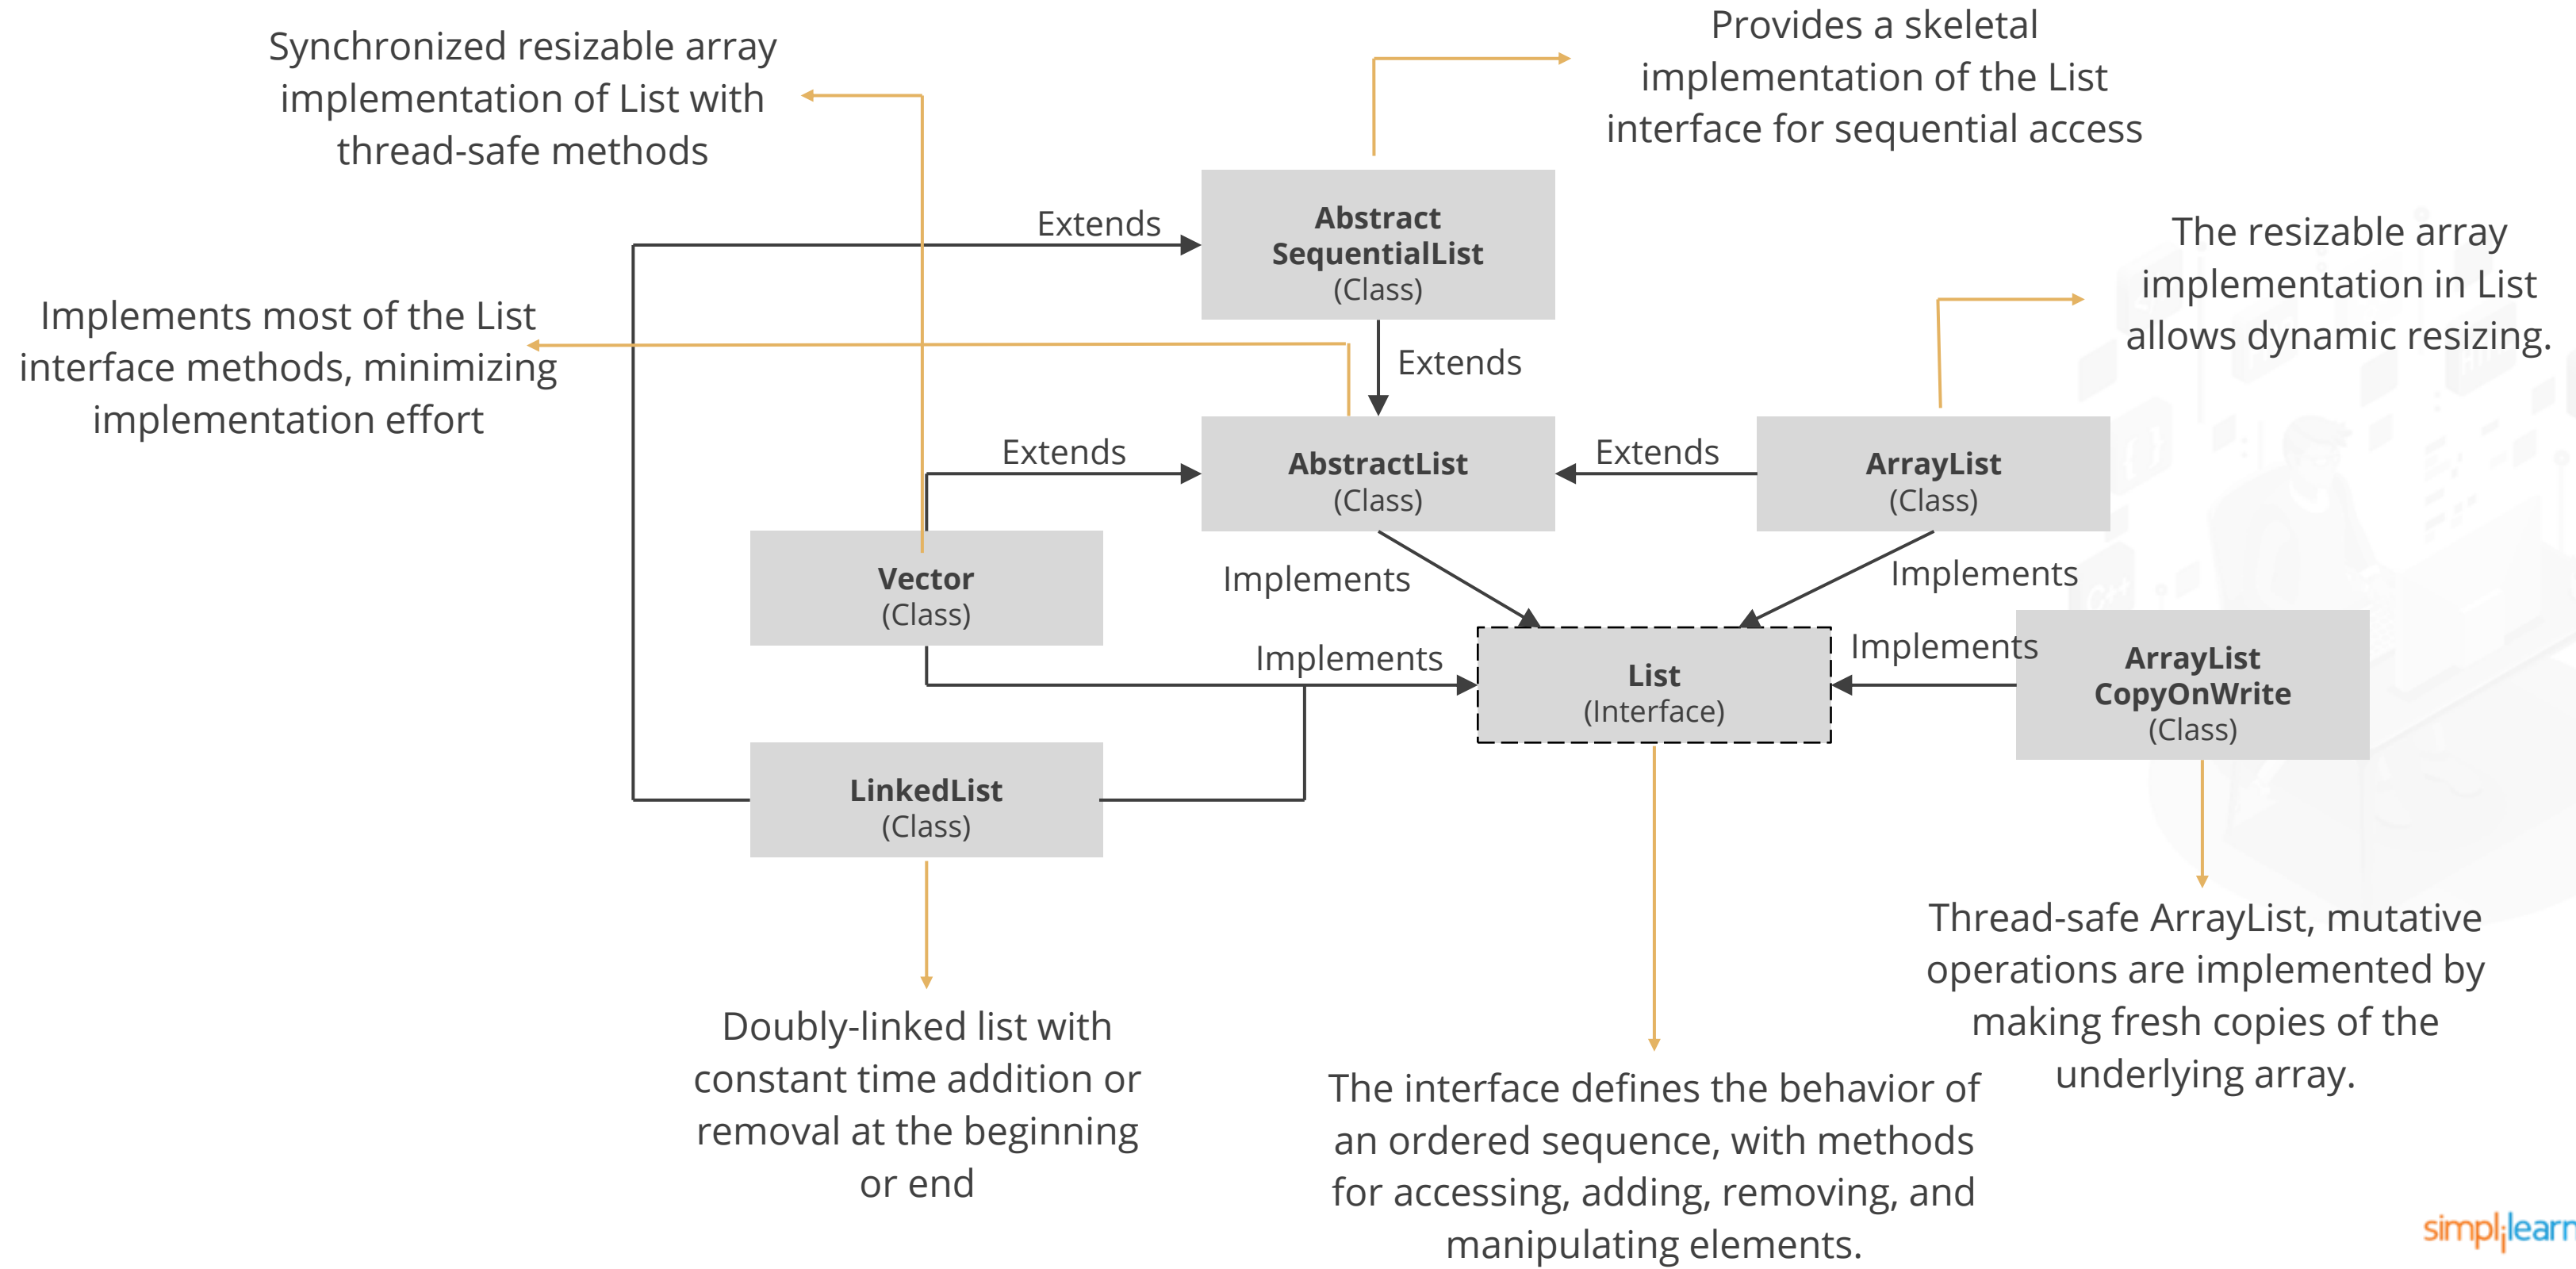 Synchronized resizable array
implementation of List with
thread-safe methods
Provides a skeletal
implementation of the List
interface for sequential access
Extends
Abstract
SequentialList
(Class)
The resizable array
implementation in List
allows dynamic resizing.
Implements most of the List
interface methods, minimizing
implementation effort
Extends
Extends
AbstractList
(Class)
Extends
ArrayList
(Class)
Vector
(Class)
Implements
Implements
Implements
List
(Interface)
Implements
ArrayList
CopyOnWrite
(Class)
LinkedList
(Class)
Doubly-linked list with
constant time addition or
removal at the beginning
or end
The interface defines the behavior of
an ordered sequence, with methods
for accessing, adding, removing, and
manipulating elements.
Thread-safe ArrayList, mutative
operations are implemented by
making fresh copies of the
underlying array.
simplilearn